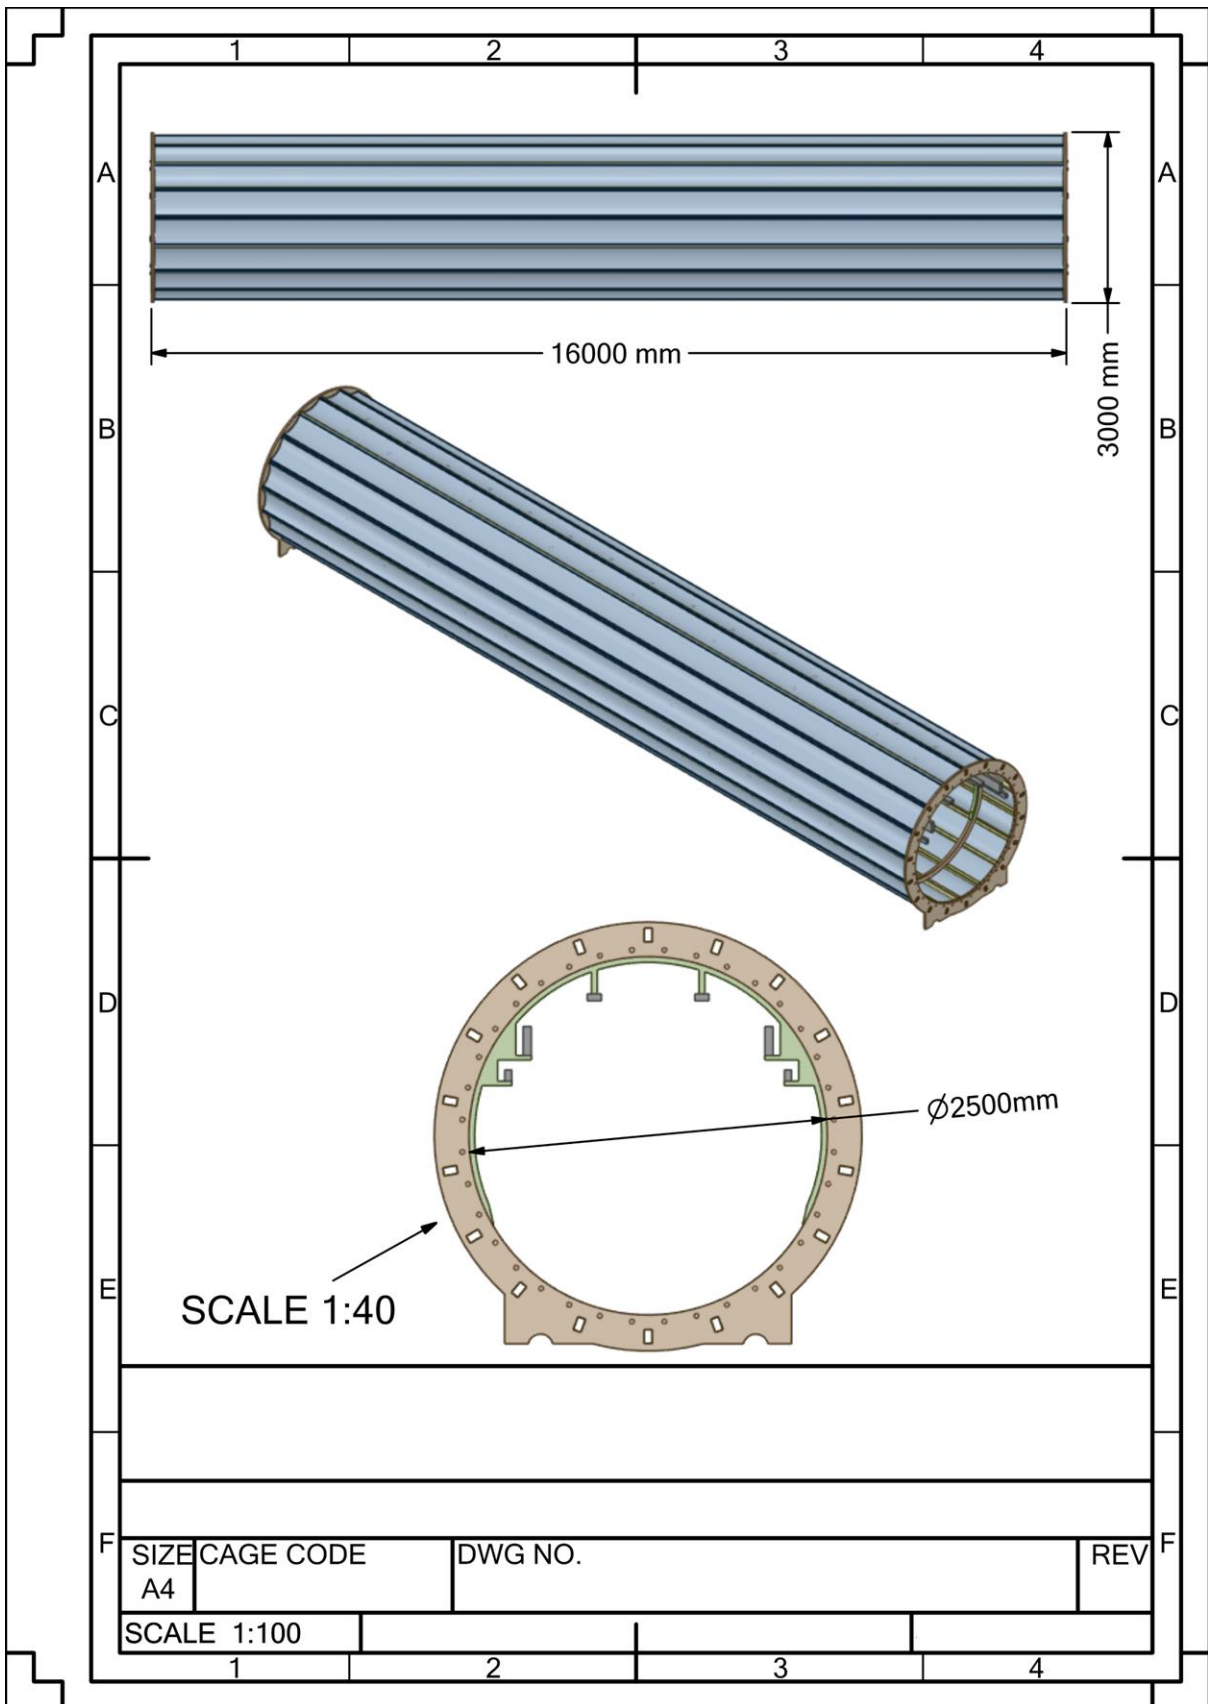 1 2 3 4
A A
16000 mm
3000 mm
B B
C C
D D
Ø2500mm
E E
SCALE 1:40
F F
SIZE CAGE CODE DWG NO. REV
A4
SCALE 1:100
1 2 3 4